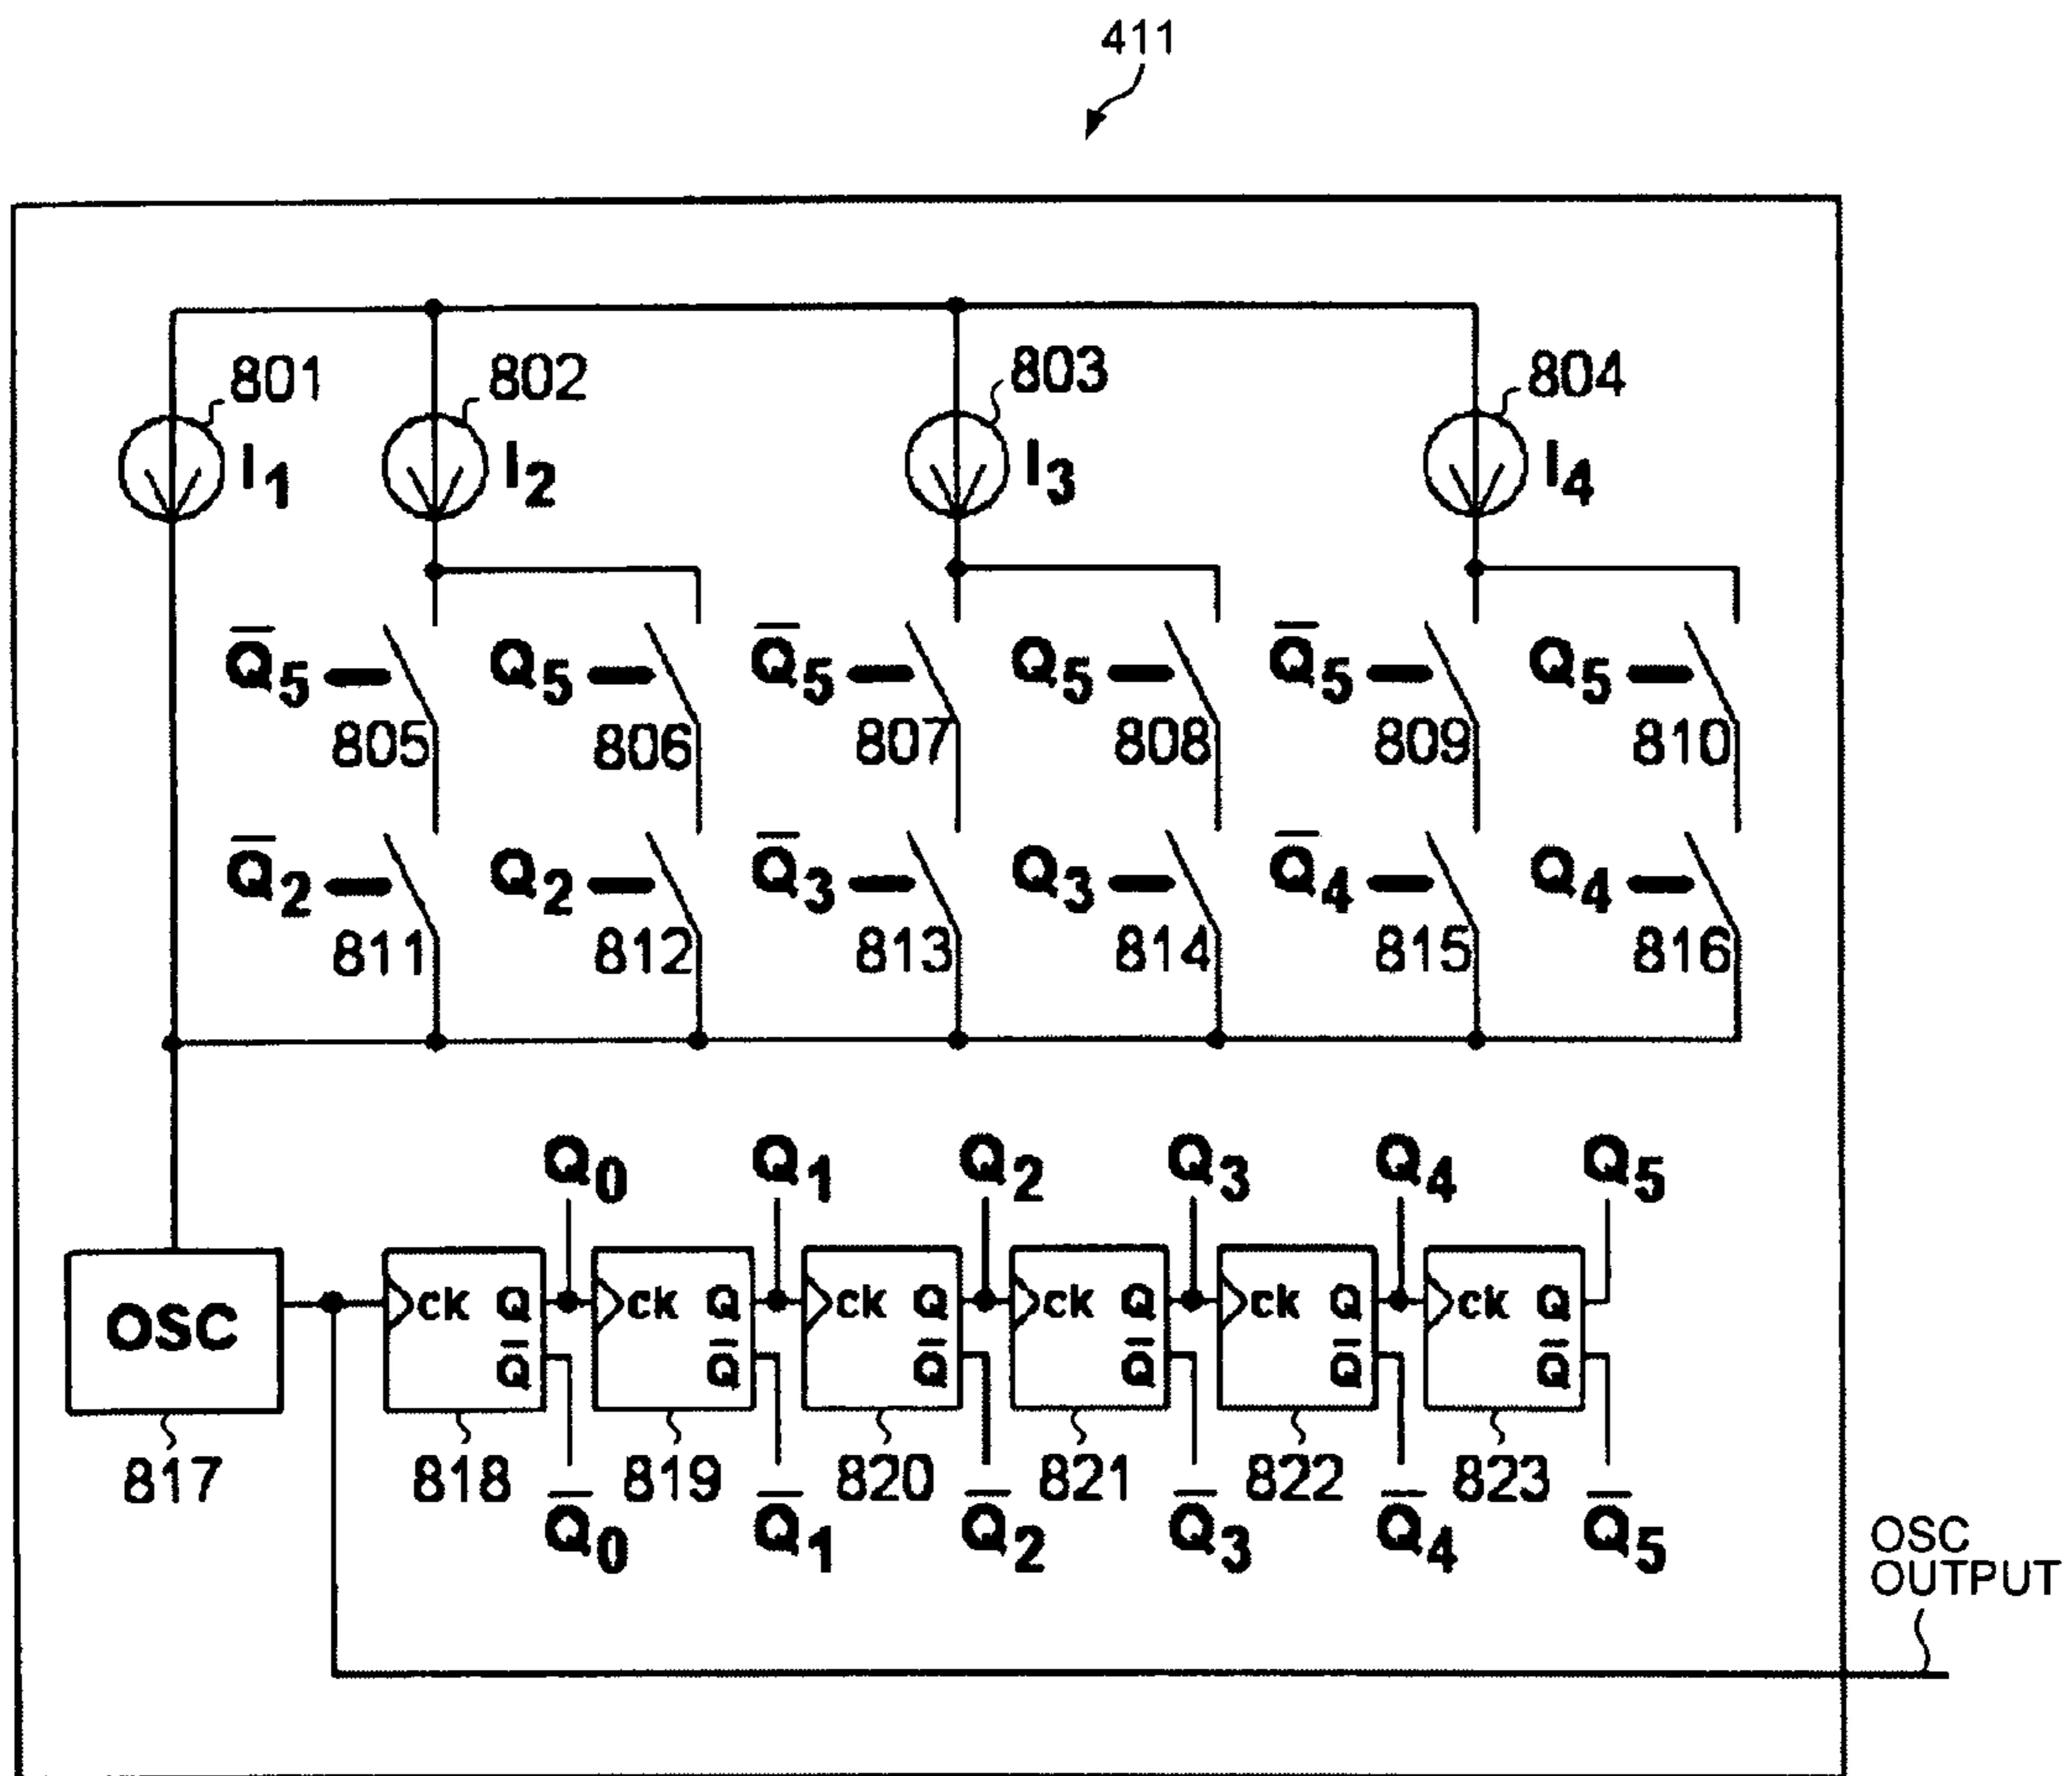 411
801 802 803 804
I1 I2 I3 I4
Q̅5 Q5 Q̅5 Q5 Q̅5 Q5
805 806 807 808 809 810
Q̅2 Q2 Q̅3 Q3 Q̅4 Q4
811 812 813 814 815 816
Q0 Q1 Q2 Q3 Q4 Q5
OSC ck Q ck Q ck Q ck Q ck Q ck Q
Q̅ Q̅ Q̅ Q̅ Q̅ Q̅
817 818 819 820 821 822 823
Q̅0 Q̅1 Q̅2 Q̅3 Q̅4 Q̅5
OSC
OUTPUT